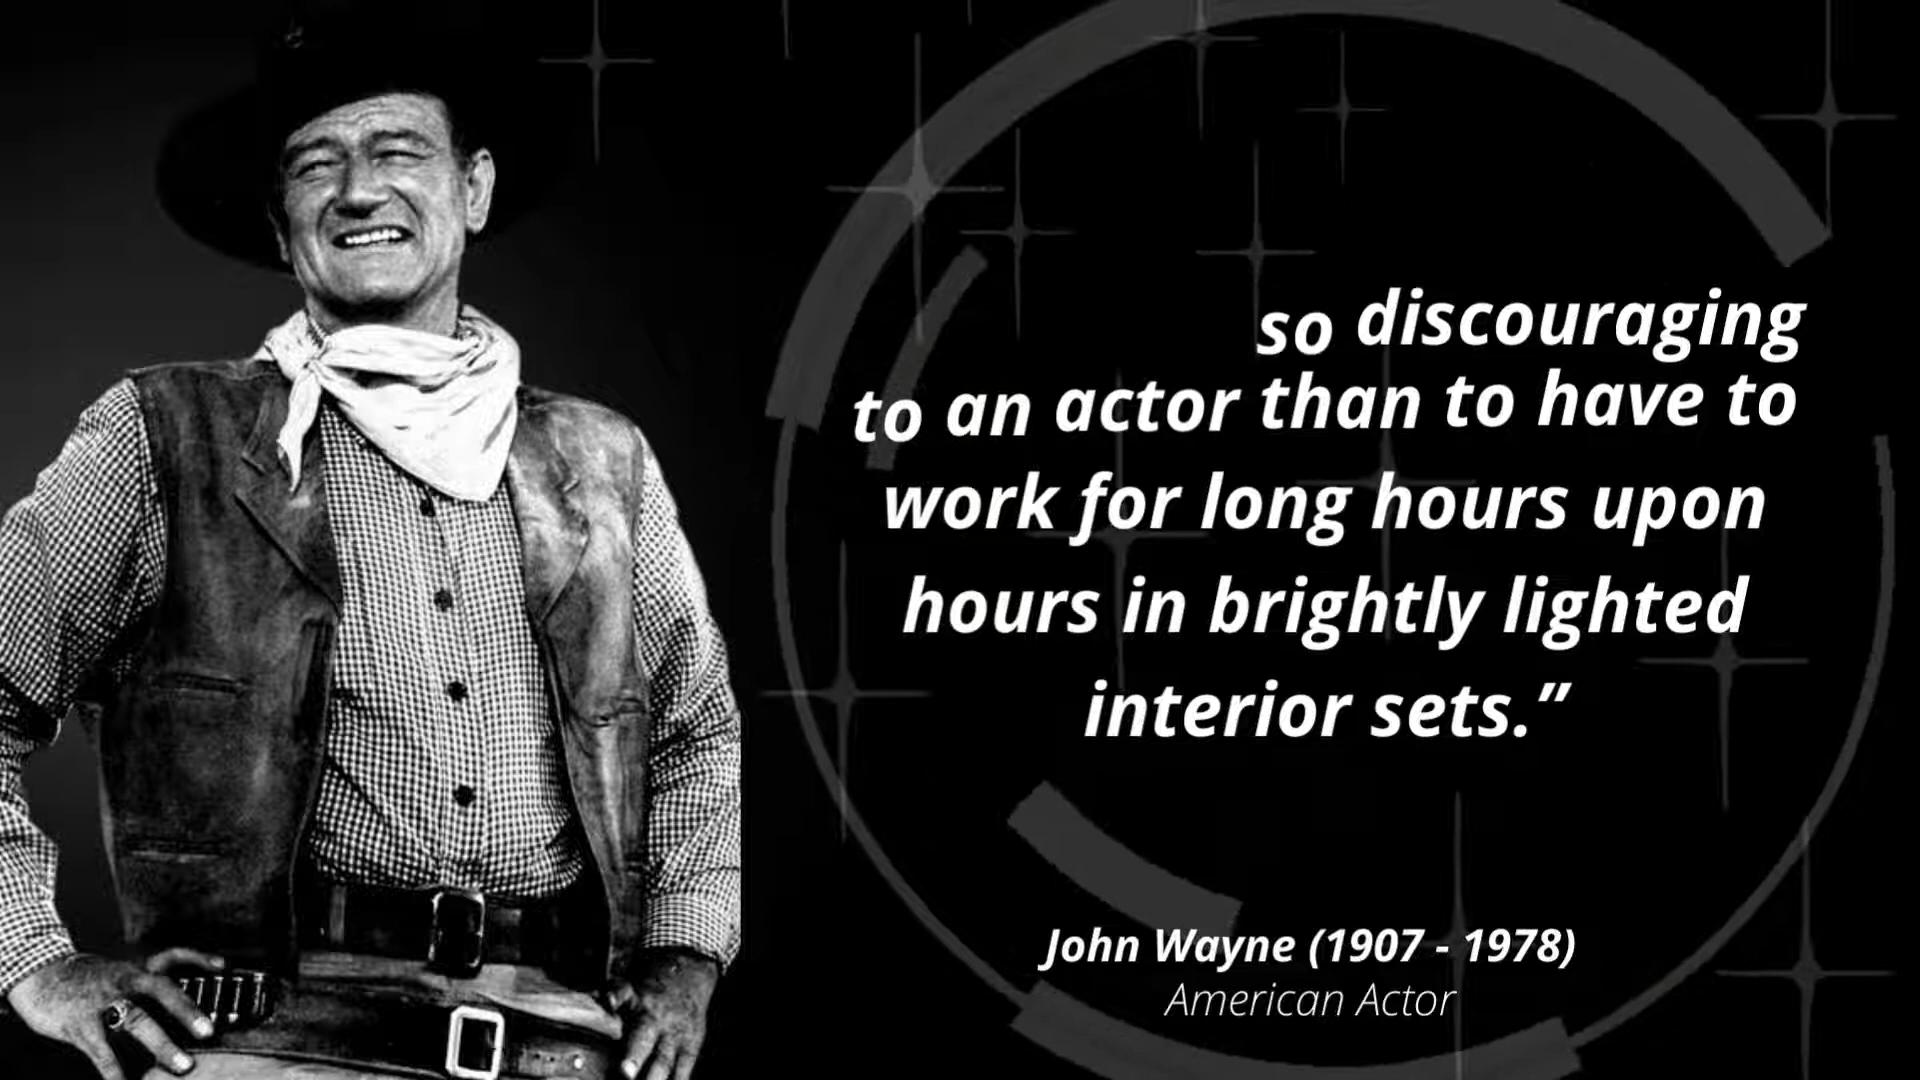 so discouraging
to an actor than to have to
work for long hours upon
hours in brightly lighted
interior sets.”
John Wayne (1907 - 1978)
American Actor